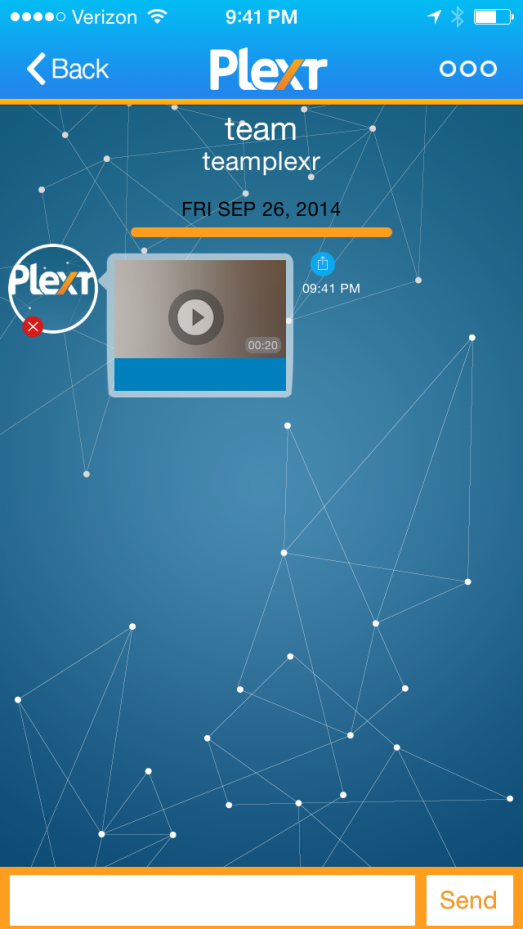 Verizon 9:41 PM
Back Plexr
team
teamplexr
FRI SEP 26, 2014
Plexr
09:41 PM
00:20
Send